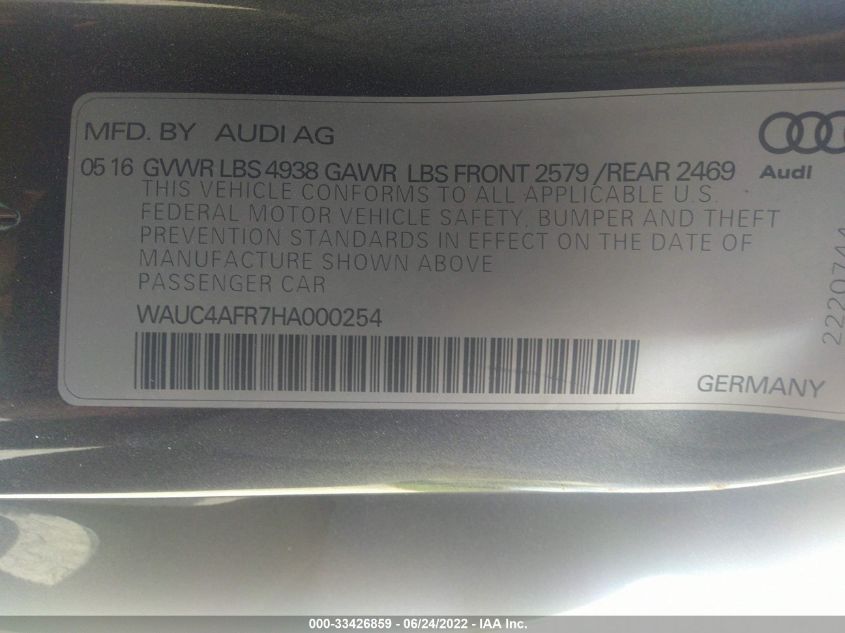 MFD. BY AUDI AG
05 16 GVWR LBS 4938 GAWR LBS FRONT 2579 /REAR 2469
Audi
THIS VEHICLE CONFORMS TO ALL APPLICABLE U.S.
FEDERAL MOTOR VEHICLE SAFETY, BUMPER AND THEFT
PREVENTION STANDARDS IN EFFECT ON THE DATE OF
MANUFACTURE SHOWN ABOVE
PASSENGER CAR
WAUC4AFR7HA000254
2220744
GERMANY
000-33426859 - 06/24/2022 - IAA Inc.